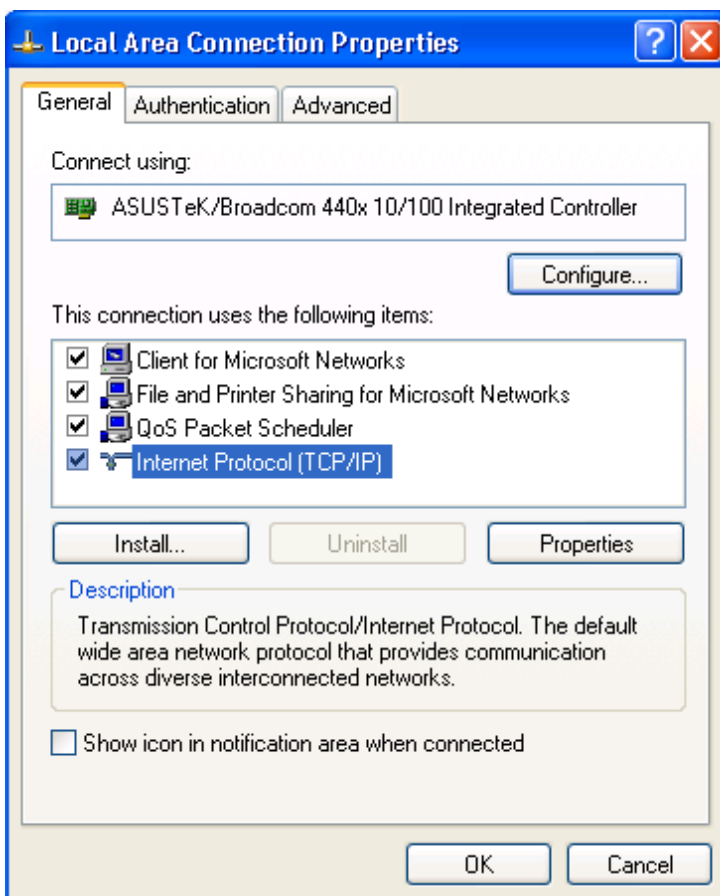 Local Area Connection Properties
General Authentication Advanced
Connect using:
ASUSTeK/Broadcom 440x 10/100 Integrated Controller
Configure...
This connection uses the following items:
Client for Microsoft Networks
File and Printer Sharing for Microsoft Networks
QoS Packet Scheduler
Internet Protocol (TCP/IP)
Install... Uninstall Properties
Description
Transmission Control Protocol/Internet Protocol. The default
wide area network protocol that provides communication
across diverse interconnected networks.
Show icon in notification area when connected
OK Cancel